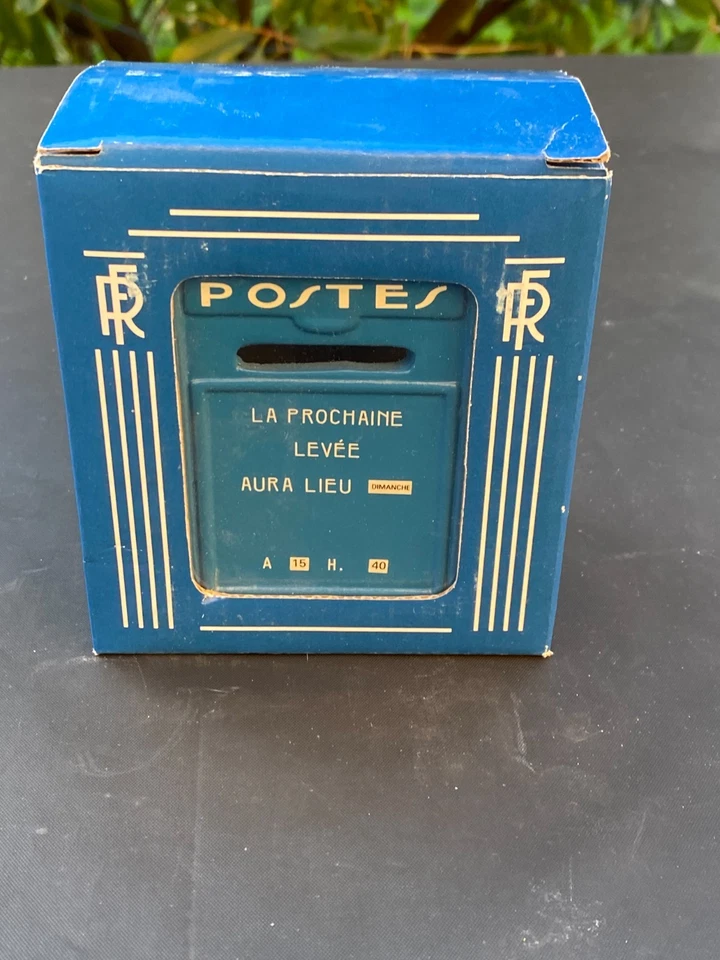 POSTES
RF
RF
LA PROCHAINE
LEVÉE
AURA LIEU DIMANCHE
A 15 H. 40